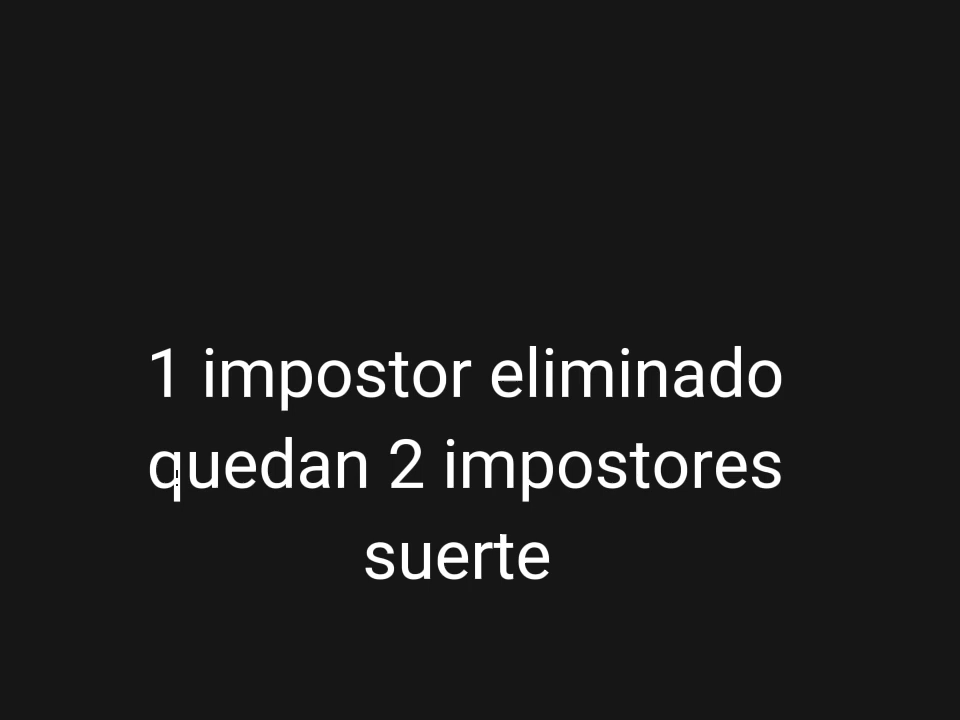 1 impostor eliminado
quedan 2 impostores
suerte